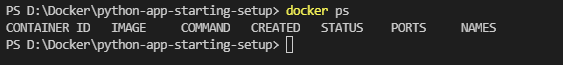 PS D:\Docker\python-app-starting-setup> docker ps
CONTAINER ID   IMAGE     COMMAND   CREATED   STATUS    PORTS     NAMES
PS D:\Docker\python-app-starting-setup>